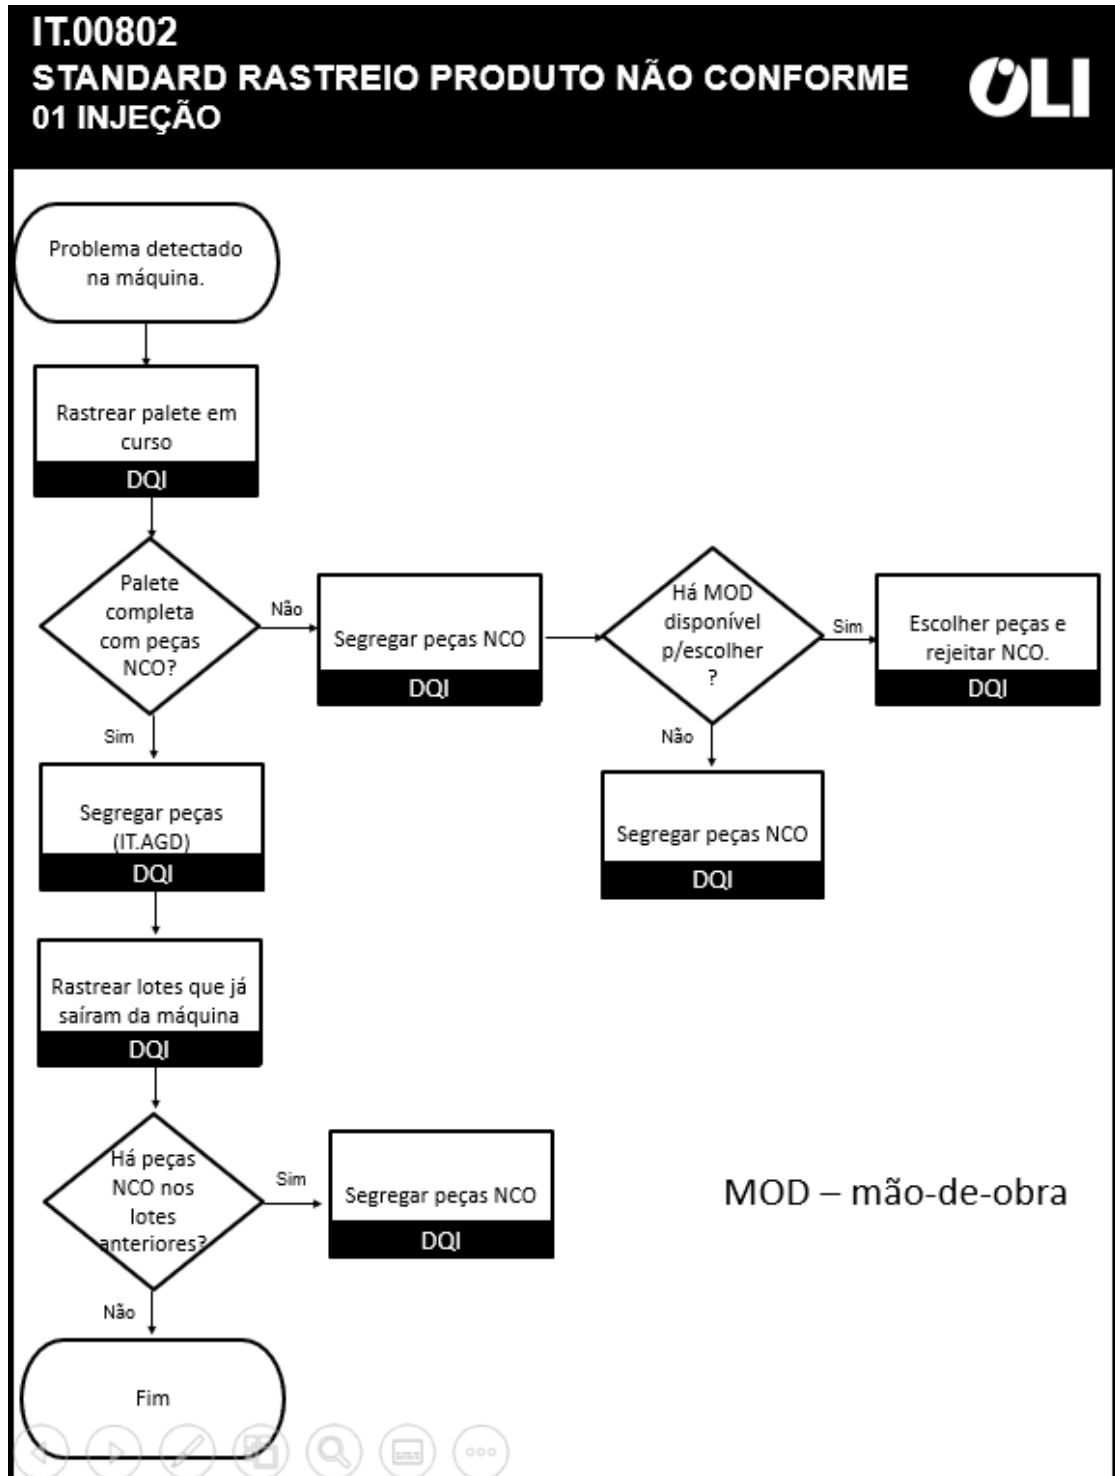 IT.00802
STANDARD RASTREIO PRODUTO NÃO CONFORME
01 INJEÇÃO
OLI
Problema detectado
na máquina.
Rastrear palete em
curso
DQI
Palete
completa
com peças
NCO?
Não
Segregar peças NCO
DQI
Há MOD
disponível
p/escolher
?
Sim
Escolher peças e
rejeitar NCO.
DQI
Não
Segregar peças NCO
DQI
Sim
Segregar peças
(IT.AGD)
DQI
Rastrear lotes que já
saíram da máquina
DQI
Há peças
NCO nos
lotes
anteriores?
Sim
Segregar peças NCO
DQI
MOD – mão-de-obra
Não
Fim